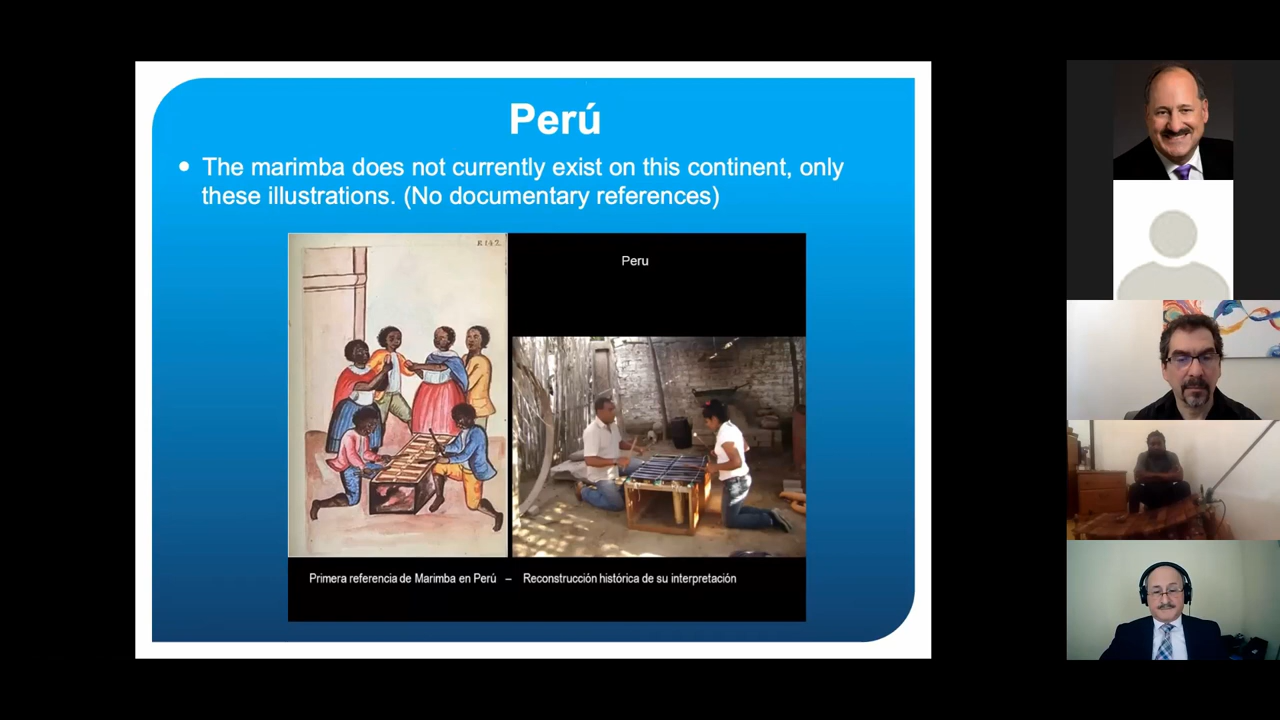 Perú
• The marimba does not currently exist on this continent, only
these illustrations. (No documentary references)
E.142.
Peru
Primera referencia de Marimba en Perú – Reconstrucción histórica de su interpretación